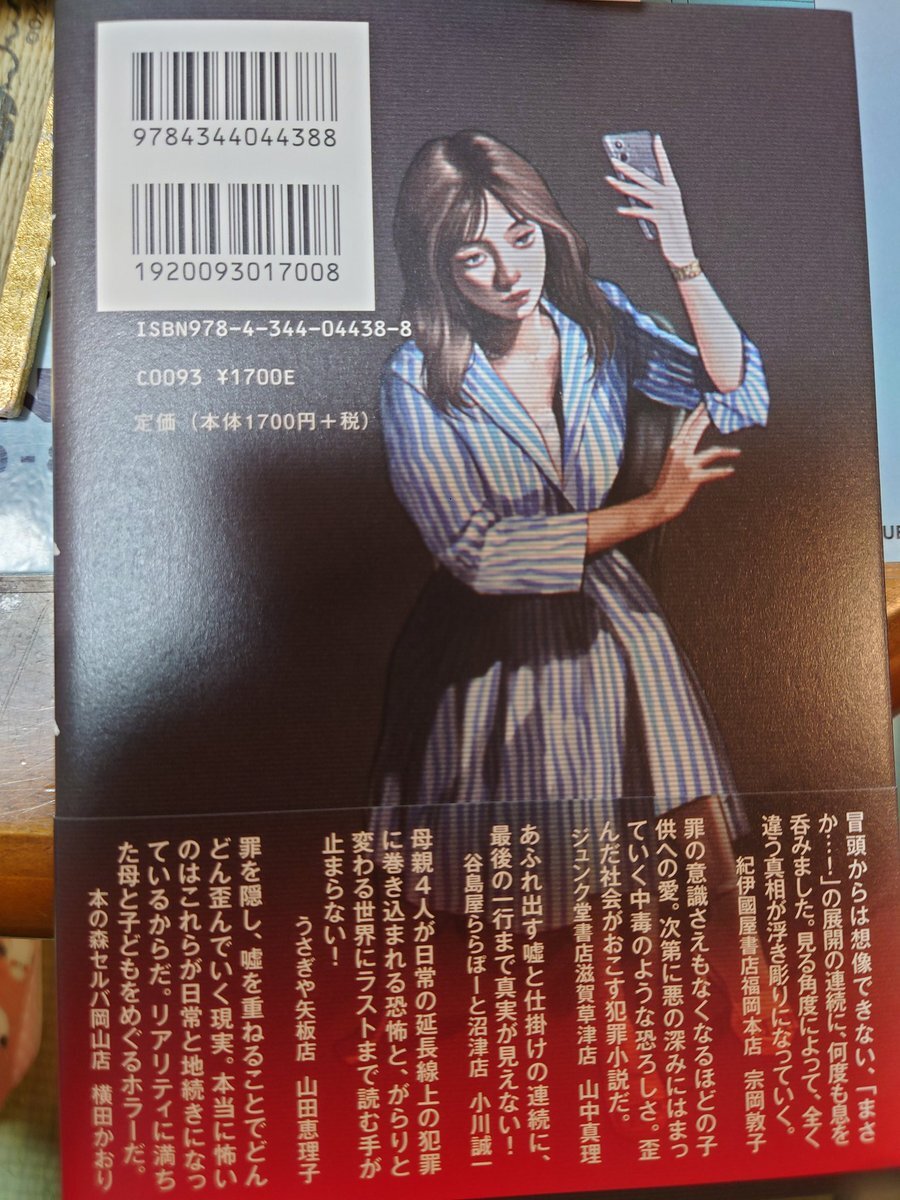 9784344044388
1920093017008
ISBN978-4-344-04438-8
C0093 ¥1700E
定価（本体1700円＋税）
冒頭からは想像できない、「まさ
か…！」の展開の連続に、何度も息を
呑みました。見る角度によって、全く
違う真相が浮き彫りになっていく。
紀伊國屋書店福岡本店 宗岡敦子
罪の意識さえもなくなるほどの子
供への愛。次第に悪の深みにはまっ
ていく中毒のような恐ろしさ。歪
んだ社会がおこす犯罪小説だ。
ジュンク堂書店滋賀草津店 山中真理
あふれ出す嘘と仕掛けの連続に、
最後の一行まで真実が見えない！
谷島屋ららぽーと沼津店 小川誠一
母親4人が日常の延長線上の犯罪
に巻き込まれる恐怖と、がらりと
変わる世界にラストまで読む手が
止まらない！
うさぎや矢板店 山田恵理子
罪を隠し、嘘を重ねることでどん
どん歪んでいく現実。本当に怖い
のはこれらが日常と地続きになっ
ているからだ。リアリティに満ち
た母と子どもをめぐるホラーだ。
本の森セルバ岡山店 横田かおり